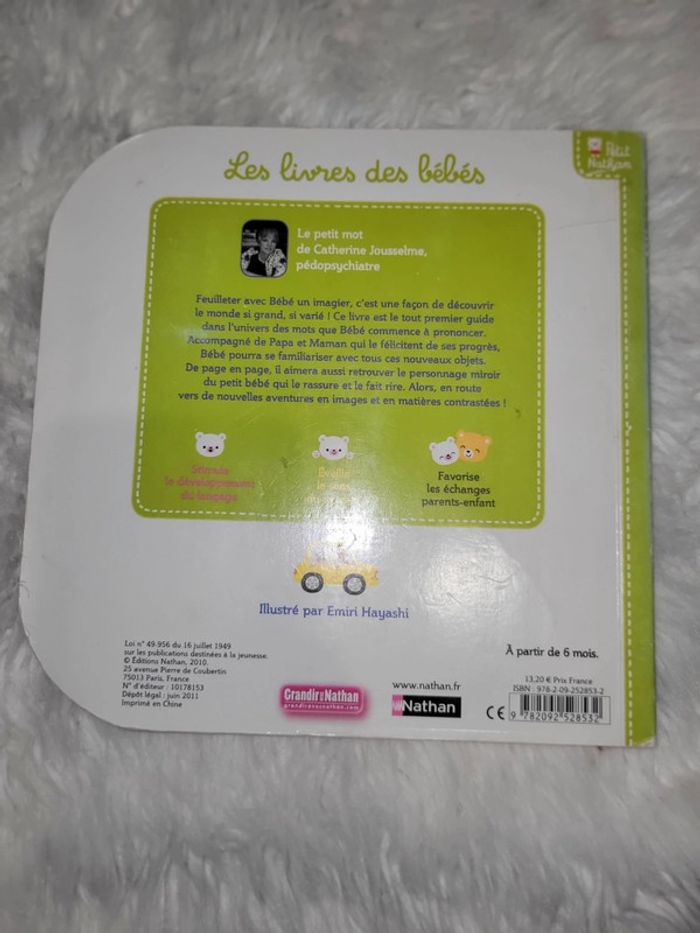 Les livres des bébés
Petit
Nathan
Le petit mot
de Catherine Jousselme,
pédopsychiatre
Feuilleter avec Bébé un imagier, c'est une façon de découvrir
le monde si grand, si varié ! Ce livre est le tout premier guide
dans l'univers des mots que Bébé commence à prononcer.
Accompagné de Papa et Maman qui le félicitent de ses progrès,
Bébé pourra se familiariser avec tous ces nouveaux objets.
De page en page, il aimera aussi retrouver le personnage miroir
du petit bébé qui le rassure et le fait rire. Alors, en route
vers de nouvelles aventures en images et en matières contrastées !
Stimule
le développement
du langage
Éveille
le sens
Favorise
les échanges
parents-enfant
Illustré par Emiri Hayashi
Loi n° 49-956 du 16 juillet 1949
sur les publications destinées à la jeunesse.
© Éditions Nathan, 2010.
25 avenue Pierre de Coubertin
75013 Paris, France
N° d'éditeur : 10178153
Dépôt légal : juin 2011
Imprimé en Chine
Grandir avec Nathan
grandiravecnathan.com
www.nathan.fr
Nathan
À partir de 6 mois.
13,20 € Prix France
ISBN : 978-2-09-252853-2
CE
9 782092 528532